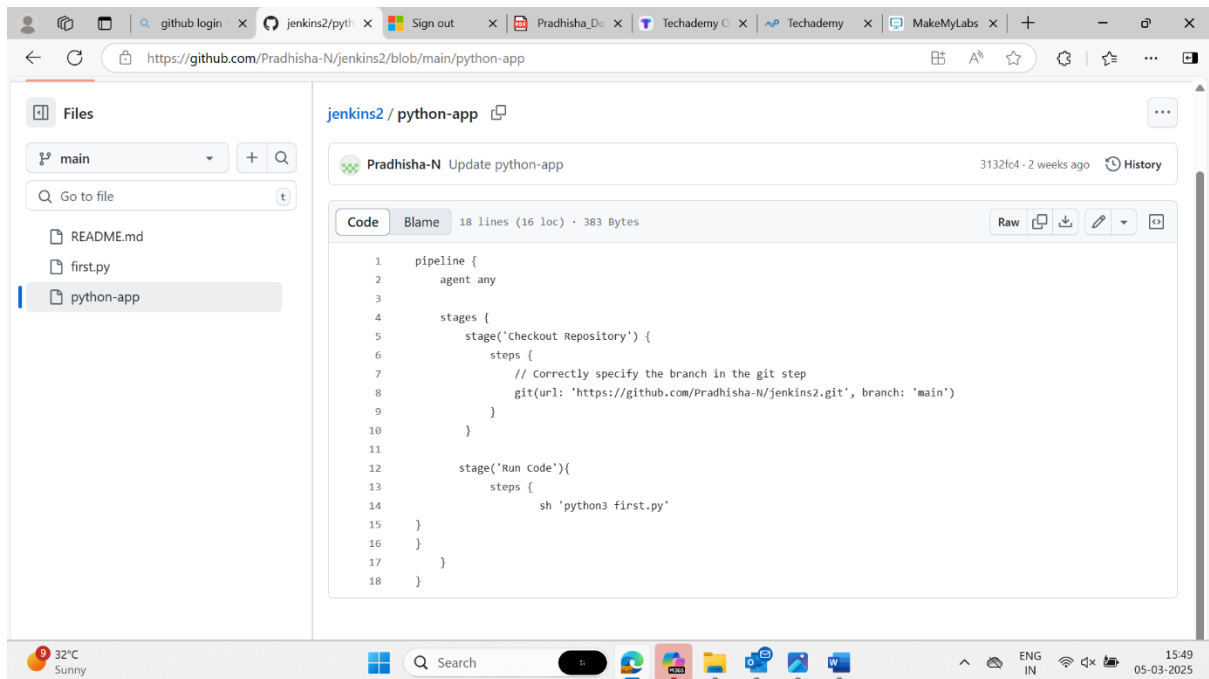 github login -
jenkins2/pyth
Sign out
Pradhisha_Do
Techademy O
Techademy
MakeMyLabs
https://github.com/Pradhisha-N/jenkins2/blob/main/python-app
Files
main
Go to file
t
README.md
first.py
python-app
jenkins2 / python-app
Pradhisha-N Update python-app
3132fc4 · 2 weeks ago
History
Code
Blame
18 lines (16 loc) · 383 Bytes
Raw
1 pipeline {
2     agent any
3
4     stages {
5         stage('Checkout Repository') {
6             steps {
7                 // Correctly specify the branch in the git step
8                 git(url: 'https://github.com/Pradhisha-N/jenkins2.git', branch: 'main')
9             }
10         }
11
12        stage('Run Code'){
13             steps {
14                     sh 'python3 first.py'
15 }
16 }
17     }
18 }
9
32°C
Sunny
Search
M365
W
ENG
IN
15:49
05-03-2025